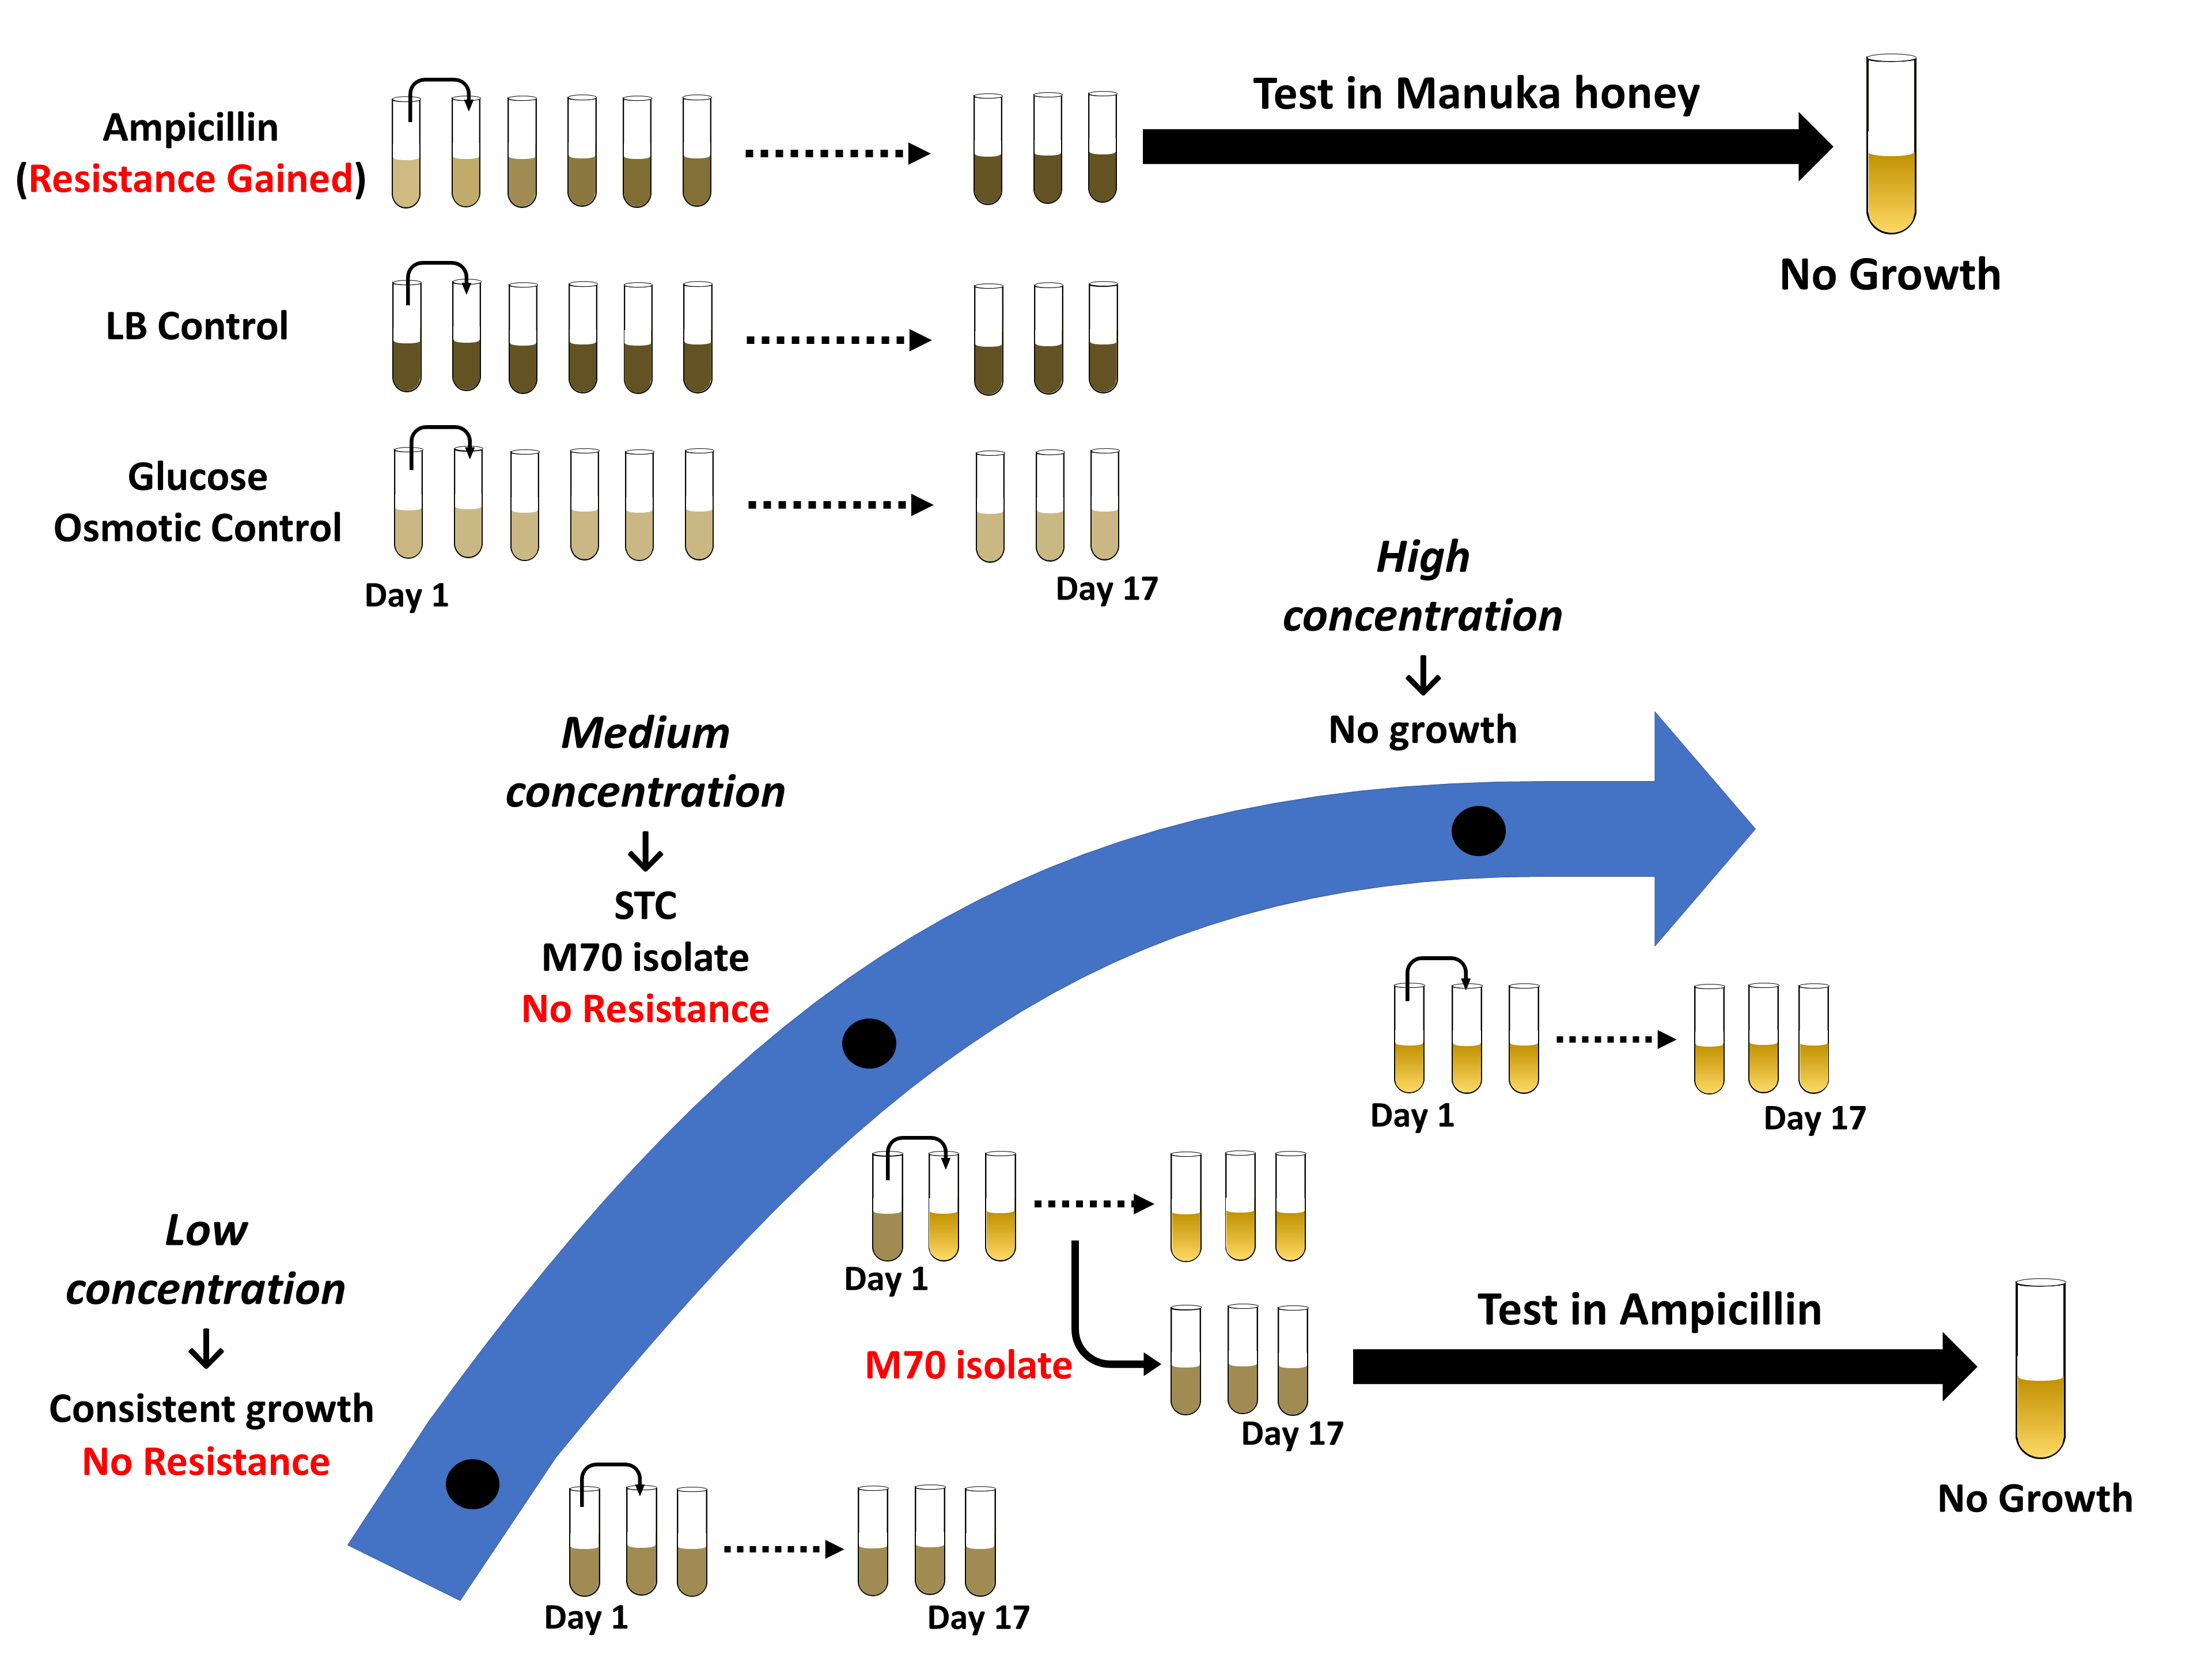 Test in Manuka honey
Ampicillin
(Resistance Gained)
No Growth
LB Control
Glucose
Osmotic Control
Day 1
Day 17
High
concentration
↓
No growth
Medium
concentration
↓
STC
M70 isolate
No Resistance
Day 1
Day 17
Low
concentration
↓
Consistent growth
No Resistance
Day 1
M70 isolate
Day 17
Test in Ampicillin
No Growth
Day 1
Day 17